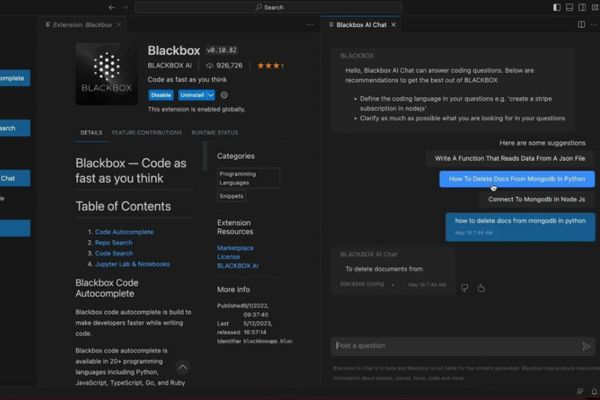 Search
Extension: Blackbox
Blackbox AI Chat
complete
earch
Chat
BLACKBOX
Blackbox v0.10.82
BLACKBOX AI
926,726
Code as fast as you think
Disable
Uninstall
This extension is enabled globally.
DETAILS
FEATURE CONTRIBUTIONS
RUNTIME STATUS
Blackbox — Code as
fast as you think
Table of Contents
1. Code Autocomplete
2. Repo Search
3. Code Search
4. Jupyter Lab & Notebooks
Blackbox Code
Autocomplete
Blackbox code autocomplete is build to
make developers faster while writing
code.
Blackbox code autocomplete is
available in 20+ programming
languages including Python,
JavaScript, TypeScript, Go, and Ruby
Categories
Programming
Languages
Snippets
Extension
Resources
Marketplace
License
BLACKBOX AI
More Info
Published 9/1/2022,
09:37:40
Last 5/12/2023,
released 16:57:14
Identifier blackboxapp.blac
BLACKBOX
Hello, Blackbox AI Chat can answer coding questions. Below are
recommendations to get the best out of BLACKBOX
• Define the coding language in your questions e.g. 'create a stripe
subscription in nodejs'
• Clarify as much as possible what you are looking for in your questions
Here are some suggestions
Write A Function That Reads Data From A Json File
How To Delete Docs From Mongodb In Python
Connect To Mongodb In Node Js
how to delete docs from mongodb in python
May 15 7:45 AM
BLACKBOX AI Chat
To delete documents from
blackbox typing:
May 15 7:45 AM
Post a question
Blackbox AI Chat is in beta and Blackbox is not liable for the content generated. Blackbox may produce inaccurate
information about people, places, facts, code and more.